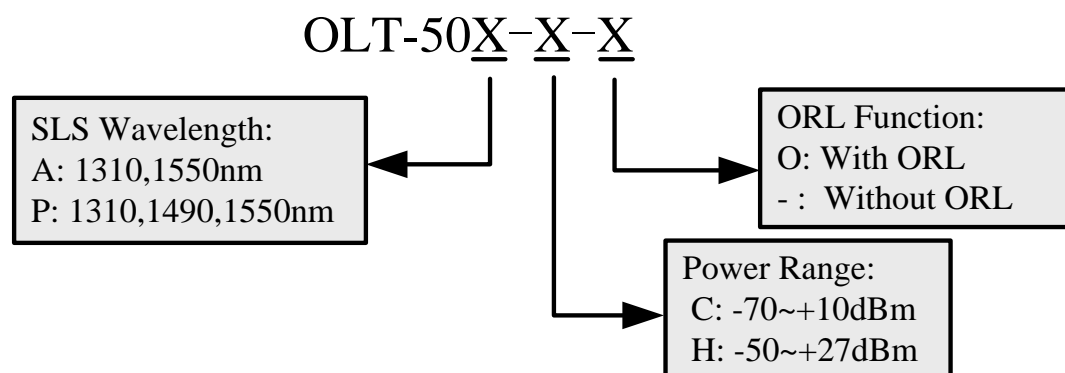 OLT-50X-X-X
SLS Wavelength:
A: 1310,1550nm
P: 1310,1490,1550nm
ORL Function:
O: With ORL
- : Without ORL
Power Range:
C: -70~+10dBm
H: -50~+27dBm